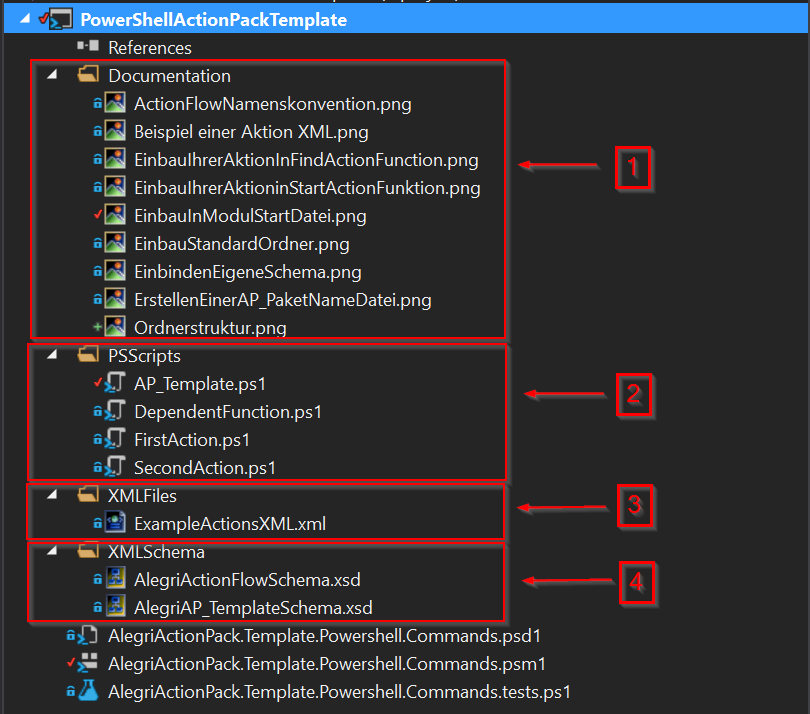 PowerShellActionPackTemplate
References
Documentation
ActionFlowNamenskonvention.png
Beispiel einer Aktion XML.png
EinbauIhrerAktionInFindActionFunction.png
EinbauIhrerAktioninStartActionFunktion.png
EinbauInModulStartDatei.png
EinbauStandardOrdner.png
EinbindenEigeneSchema.png
ErstellenEinerAP_PaketNameDatei.png
Ordnerstruktur.png
1
PSScripts
AP_Template.ps1
DependentFunction.ps1
FirstAction.ps1
SecondAction.ps1
2
XMLFiles
ExampleActionsXML.xml
3
XMLSchema
AlegriActionFlowSchema.xsd
AlegriAP_TemplateSchema.xsd
4
AlegriActionPack.Template.Powershell.Commands.psd1
AlegriActionPack.Template.Powershell.Commands.psm1
AlegriActionPack.Template.Powershell.Commands.tests.ps1